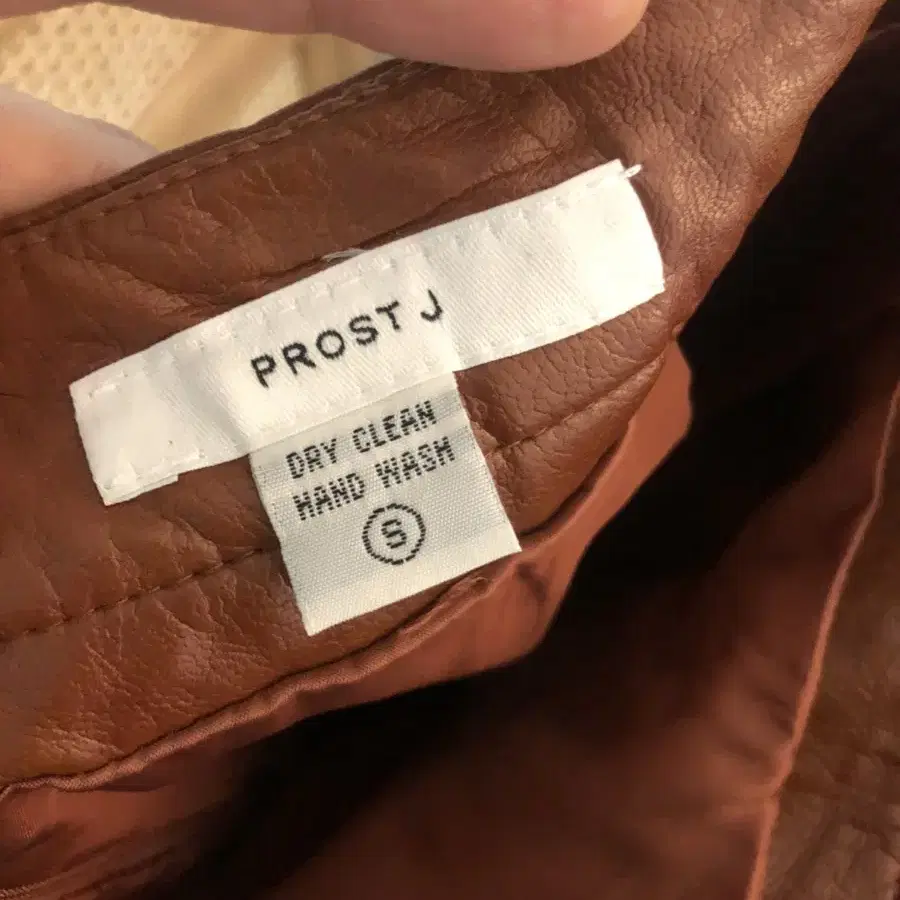 PROST J
DRY CLEAN
HAND WASH
S